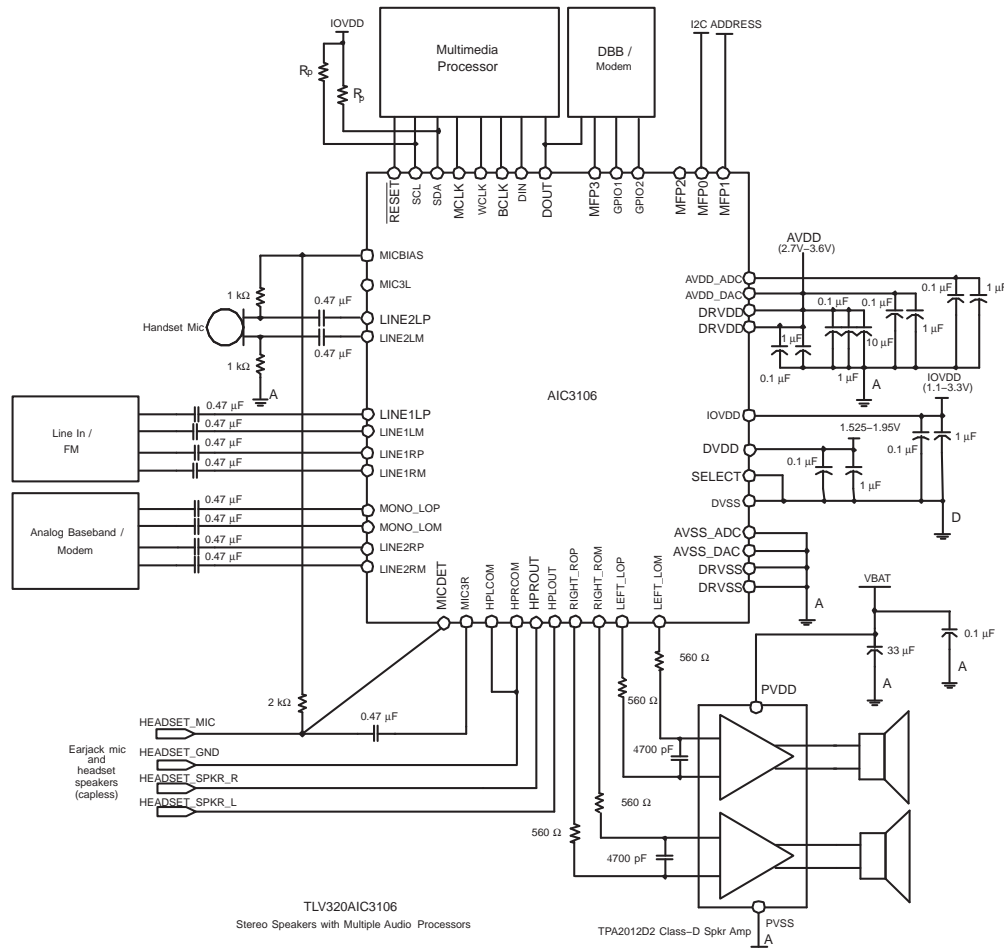 IOVDD
Rp
Rp
Multimedia
Processor
DBB /
Modem
I2C ADDRESS
RESET
SCL
SDA
MCLK
WCLK
BCLK
DIN
DOUT
MFP3
GPIO1
GPIO2
MFP2
MFP0
MFP1
AVDD
(2.7V–3.6V)
MICBIAS
MIC3L
LINE2LP
LINE2LM
1 kΩ
0.47 µF
Handset Mic
0.47 µF
1 kΩ
A
AIC3106
AVDD_ADC
AVDD_DAC
DRVDD
DRVDD
0.1 µF
1 µF
0.1 µF
0.1 µF
1 µF
1 µF
10 µF
0.1 µF
1 µF
A
IOVDD
(1.1–3.3V)
Line In /
FM
0.47 µF
0.47 µF
0.47 µF
0.47 µF
LINE1LP
LINE1LM
LINE1RP
LINE1RM
IOVDD
DVDD
SELECT
DVSS
1.525–1.95V
0.1 µF
1 µF
0.1 µF
1 µF
D
Analog Baseband /
Modem
0.47 µF
0.47 µF
0.47 µF
0.47 µF
MONO_LOP
MONO_LOM
LINE2RP
LINE2RM
AVSS_ADC
AVSS_DAC
DRVSS
DRVSS
A
MICDET
MIC3R
HPLCOM
HPRCOM
HPROUT
HPLOUT
RIGHT_ROP
RIGHT_ROM
LEFT_LOP
LEFT_LOM
VBAT
0.1 µF
33 µF
A
A
560 Ω
560 Ω
PVDD
2 kΩ
0.47 µF
4700 pF
Earjack mic
and
headset
speakers
(capless)
HEADSET_MIC
HEADSET_GND
HEADSET_SPKR_R
HEADSET_SPKR_L
560 Ω
560 Ω
4700 pF
TLV320AIC3106
Stereo Speakers with Multiple Audio Processors
TPA2012D2 Class–D Spkr Amp
PVSS
A